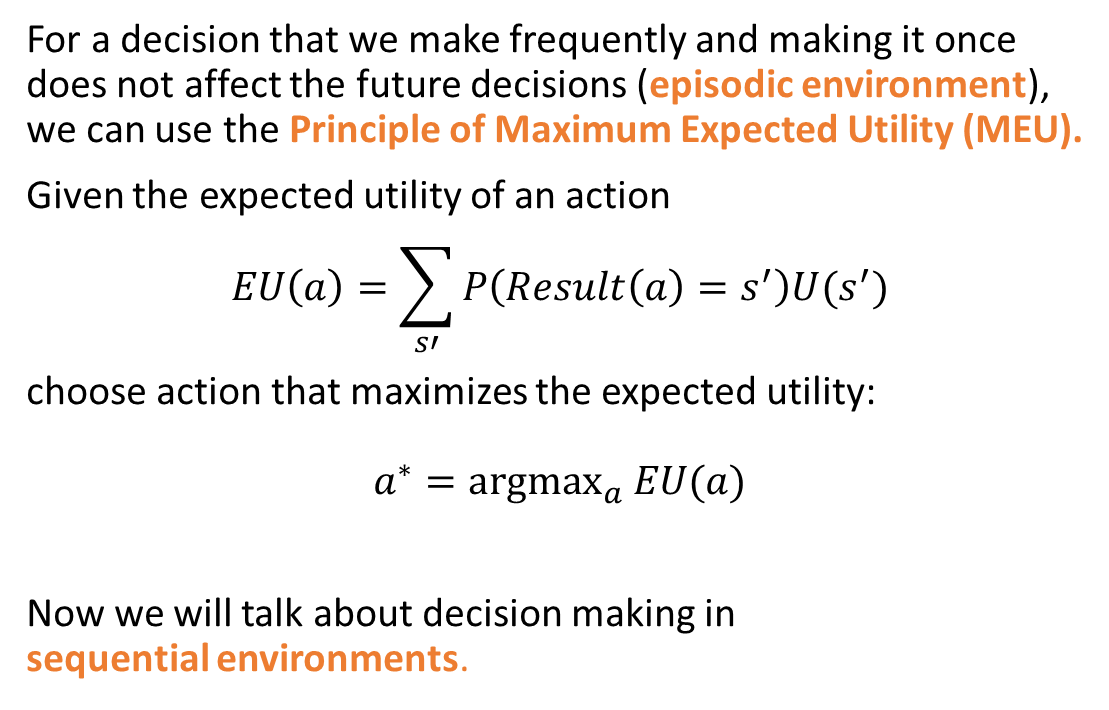 For a decision that we make frequently and making it once
does not affect the future decisions (episodic environment),
we can use the Principle of Maximum Expected Utility (MEU).
Given the expected utility of an action
EU(a) = ∑ P(Result(a) = s′)U(s′)
s′
choose action that maximizes the expected utility:
a* = argmaxₐ EU(a)
Now we will talk about decision making in
sequential environments.